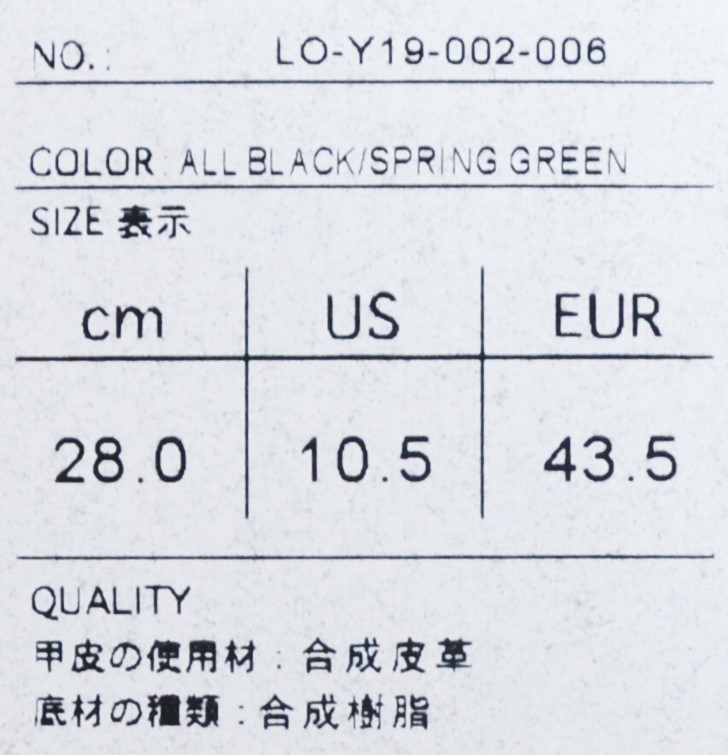 NO.: LO-Y19-002-006
COLOR: ALL BLACK/SPRING GREEN
SIZE 表示
cm US EUR
28.0 10.5 43.5
QUALITY
甲皮の使用材 : 合成皮革
底材の種類 : 合成樹脂